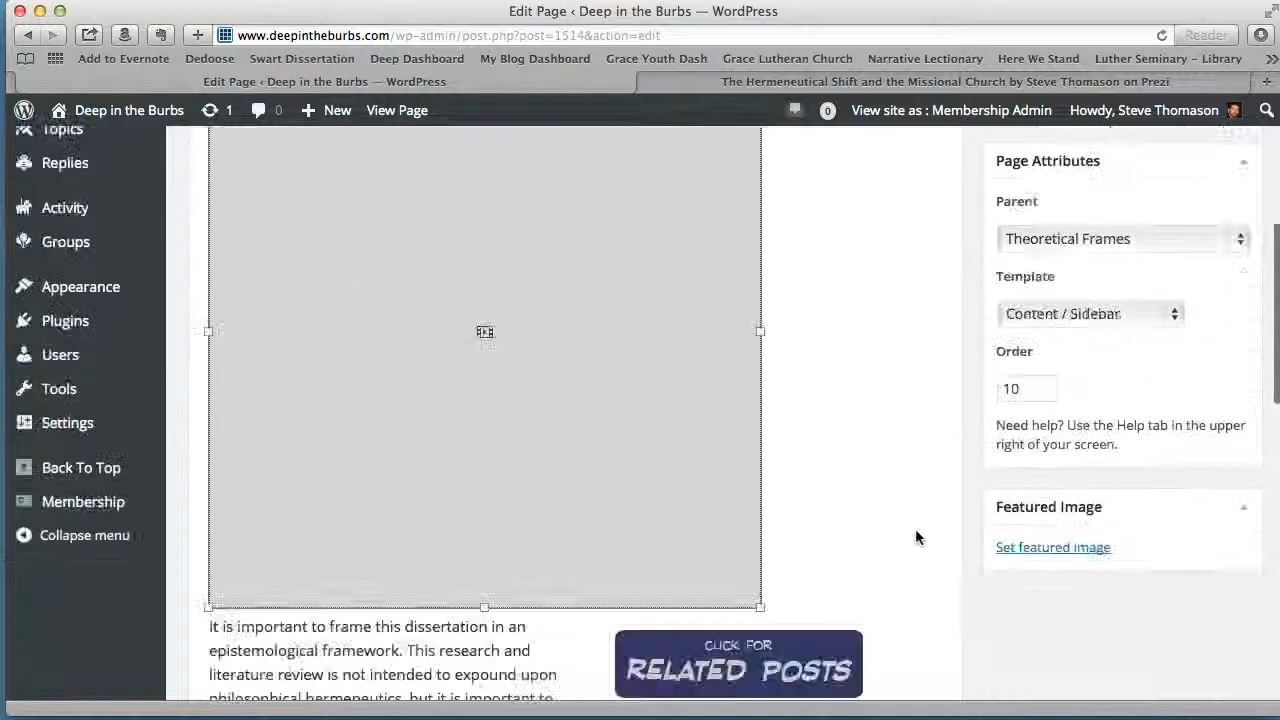 Edit Page ‹ Deep in the Burbs — WordPress
www.deepintheburbs.com/wp-admin/post.php?post=1514&action=edit
Reader
Add to Evernote Dedoose Swart Dissertation Deep Dashboard My Blog Dashboard Grace Youth Dash Grace Lutheran Church Narrative Lectionary Here We Stand Luther Seminary – Library
Edit Page ‹ Deep in the Burbs — WordPress
The Hermeneutical Shift and the Missional Church by Steve Thomason on Prezi
Deep in the Burbs 1 0 New View Page 0 View site as : Membership Admin Howdy, Steve Thomason
Topics
Replies
Activity
Groups
Appearance
Plugins
Users
Tools
Settings
Back To Top
Membership
Collapse menu
It is important to frame this dissertation in an
epistemological framework. This research and
literature review is not intended to expound upon
philosophical hermeneutics, but it is important to
CLICK FOR
RELATED POSTS
Page Attributes
Parent
Theoretical Frames
Template
Content / Sidebar
Order
10
Need help? Use the Help tab in the upper
right of your screen.
Featured Image
Set featured image